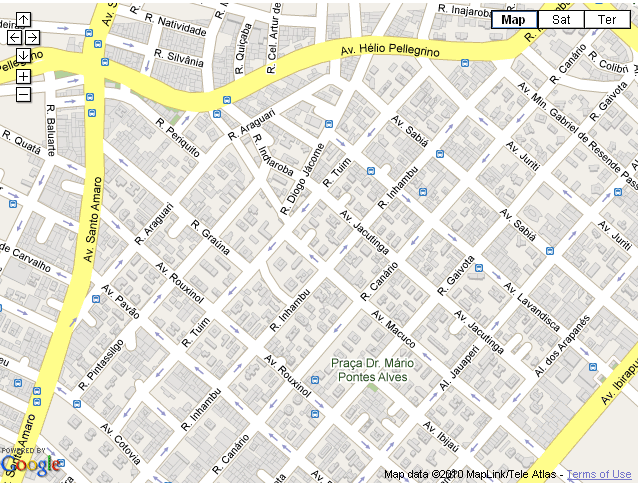 R. Inajaroba
Map
Sat
Ter
R. Natividade
R. Silvânia
R. Quiçaba
R. Cel. Artur de
Av. Hélio Pellegrino
Pellegrino
R. Canário
R. Colibri
R. Gaivota
R. Baluarte
R. Quatá
R. Periquito
R. Araguari
R. Indiaroba
R. Diogo Jácome
R. Tuim
Av. Sabiá
Av. Min. Gabriel de Resende Pass
Av. Juriti
R. Inhambu
Av. Santo Amaro
R. Araguari
R. Graúna
Av. Jacutinga
Av. Sabiá
Av. Juriti
de Carvalho
Av. Rouxinol
Av. Pavão
R. Canário
R. Gaivota
Av. Lavandisca
R. Inhambu
R. Tuim
Av. Macuco
Av. Jacutinga
Al. dos Arapanés
R. Pintassilgo
Av. Rouxinol
Praça Dr. Mário
Pontes Alves
Al. Jauaperi
Av. Ibirapu
R. Inhambu
Av. Cotovia
R. Canário
Av. Ibijaú
Santo Amaro
POWERED BY
Google
Map data ©2010 MapLink/Tele Atlas - Terms of Use